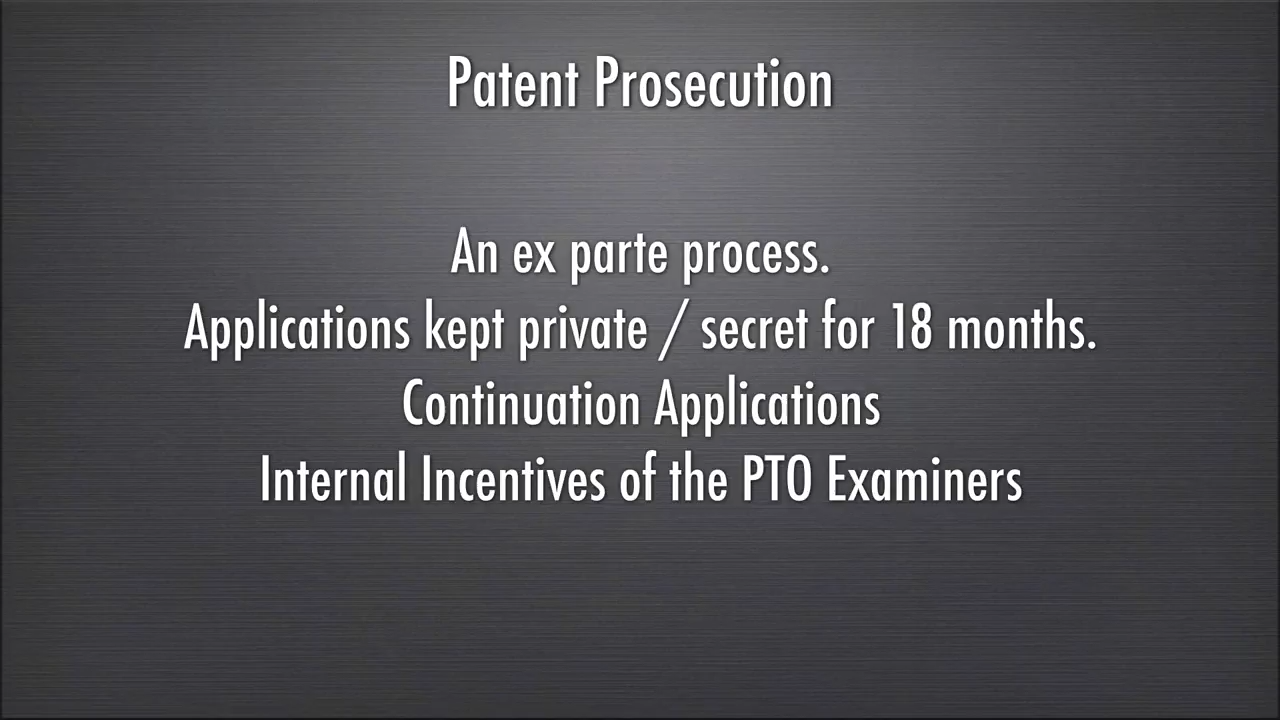 Patent Prosecution
An ex parte process.
Applications kept private / secret for 18 months.
Continuation Applications
Internal Incentives of the PTO Examiners